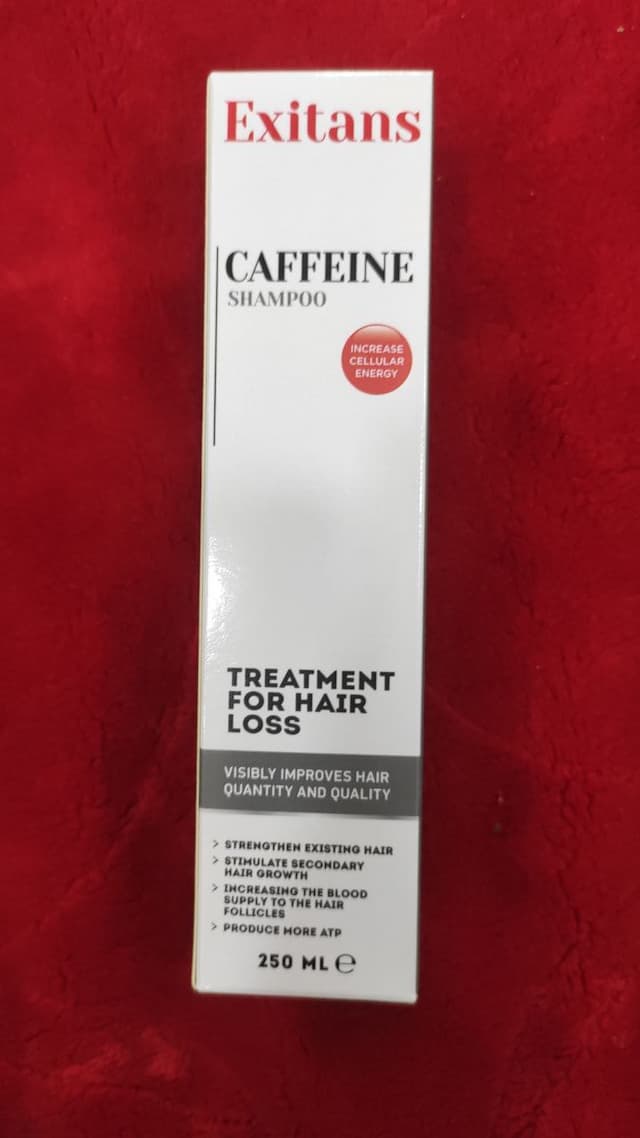 Exitans
CAFFEINE
SHAMPOO
INCREASE
CELLULAR
ENERGY
TREATMENT
FOR HAIR
LOSS
VISIBLY IMPROVES HAIR
QUANTITY AND QUALITY
> STRENGTHEN EXISTING HAIR
> STIMULATE SECONDARY
HAIR GROWTH
> INCREASING THE BLOOD
SUPPLY TO THE HAIR
FOLLICLES
> PRODUCE MORE ATP
250 ML ℮